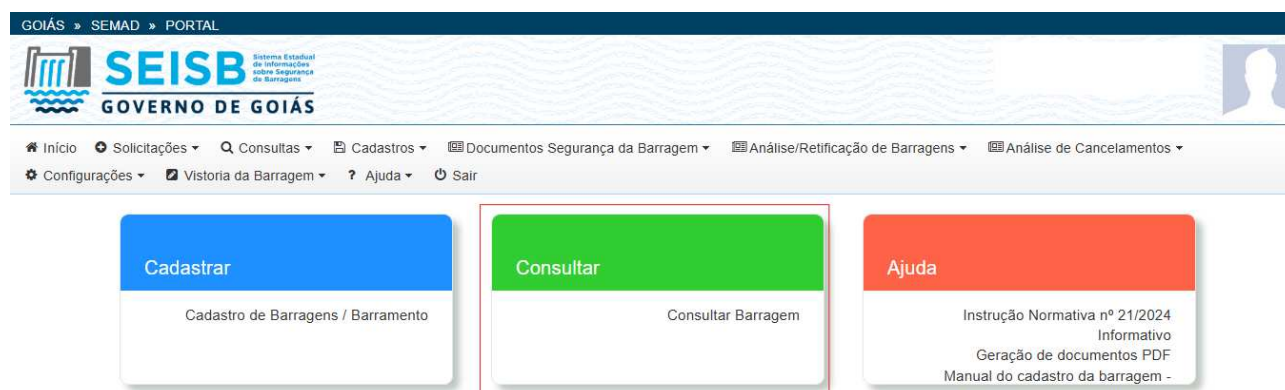 GOIÁS » SEMAD » PORTAL
SEISB
Sistema Estadual
de Informações
sobre Segurança
de Barragens
GOVERNO DE GOIÁS
Início Solicitações Consultas Cadastros Documentos Segurança da Barragem Análise/Retificação de Barragens Análise de Cancelamentos
Configurações Vistoria da Barragem ? Ajuda Sair
Cadastrar
Cadastro de Barragens / Barramento
Consultar
Consultar Barragem
Ajuda
Instrução Normativa nº 21/2024
Informativo
Geração de documentos PDF
Manual do cadastro da barragem -